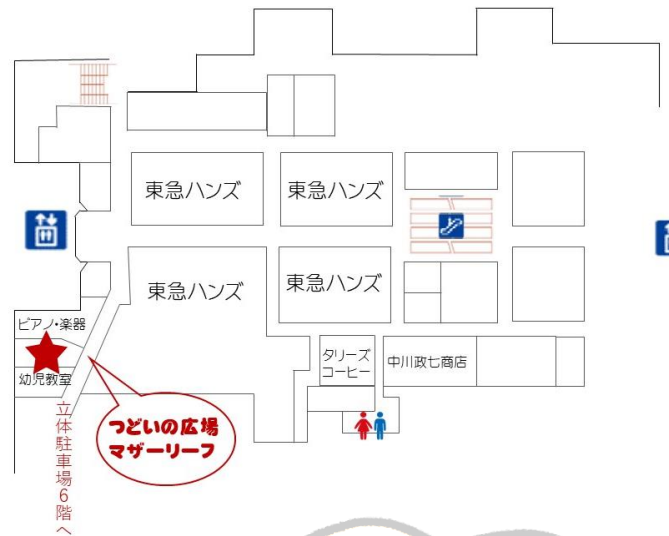 東急ハンズ
東急ハンズ
東急ハンズ
東急ハンズ
ピアノ・楽器
幼児教室
タリーズ
コーヒー
中川政七商店
つどいの広場
マザーリーフ
立体駐車場6階へ